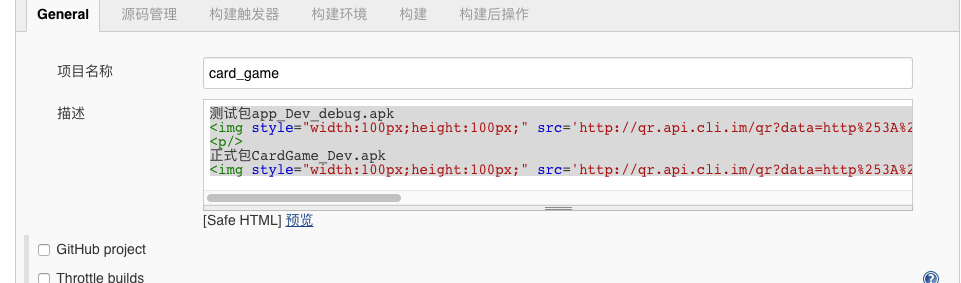 General 源码管理 构建触发器 构建环境 构建 构建后操作
项目名称 card_game
描述
测试包app_Dev_debug.apk
<img style="width:100px;height:100px;" src='http://qr.api.cli.im/qr?data=http%253A%2
<p/>
正式包CardGame_Dev.apk
<img style="width:100px;height:100px;" src='http://qr.api.cli.im/qr?data=http%253A%2
[Safe HTML] 预览
GitHub project
Throttle builds
?